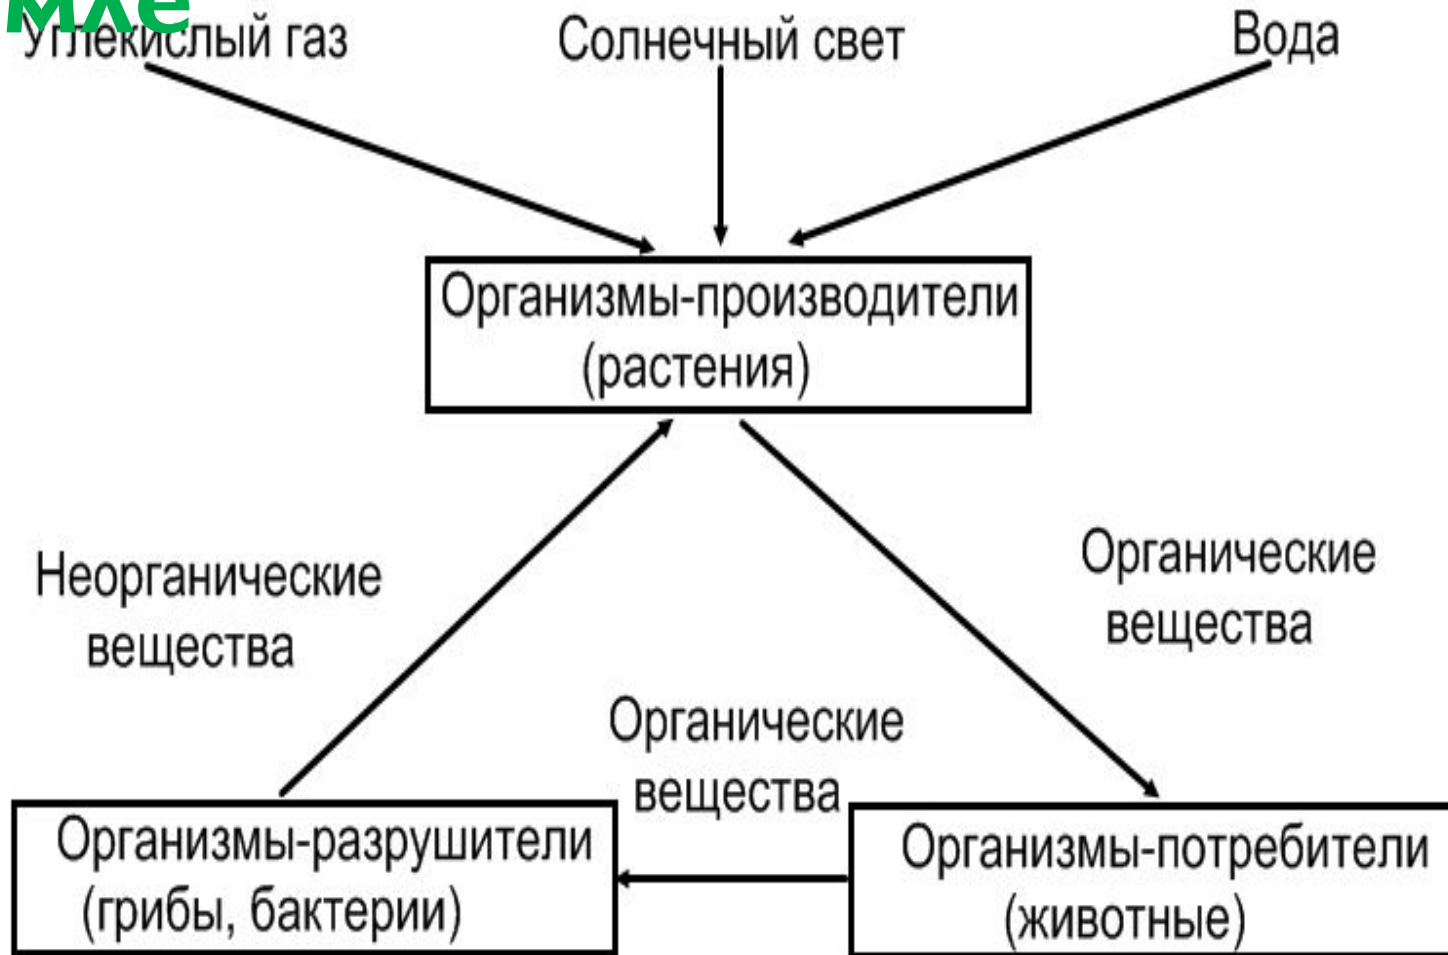 мле
Углекислый газ
Солнечный свет
Вода
Организмы-производители
(растения)
Неорганические
вещества
Органические
вещества
Органические
вещества
Организмы-разрушители
(грибы, бактерии)
Организмы-потребители
(животные)